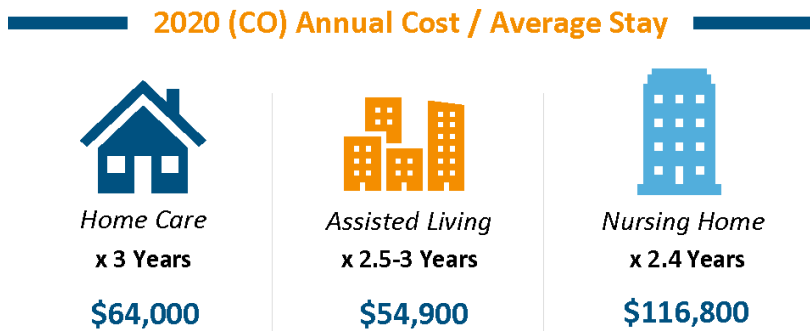 2020 (CO) Annual Cost / Average Stay
Home Care
x 3 Years
$64,000
Assisted Living
x 2.5-3 Years
$54,900
Nursing Home
x 2.4 Years
$116,800